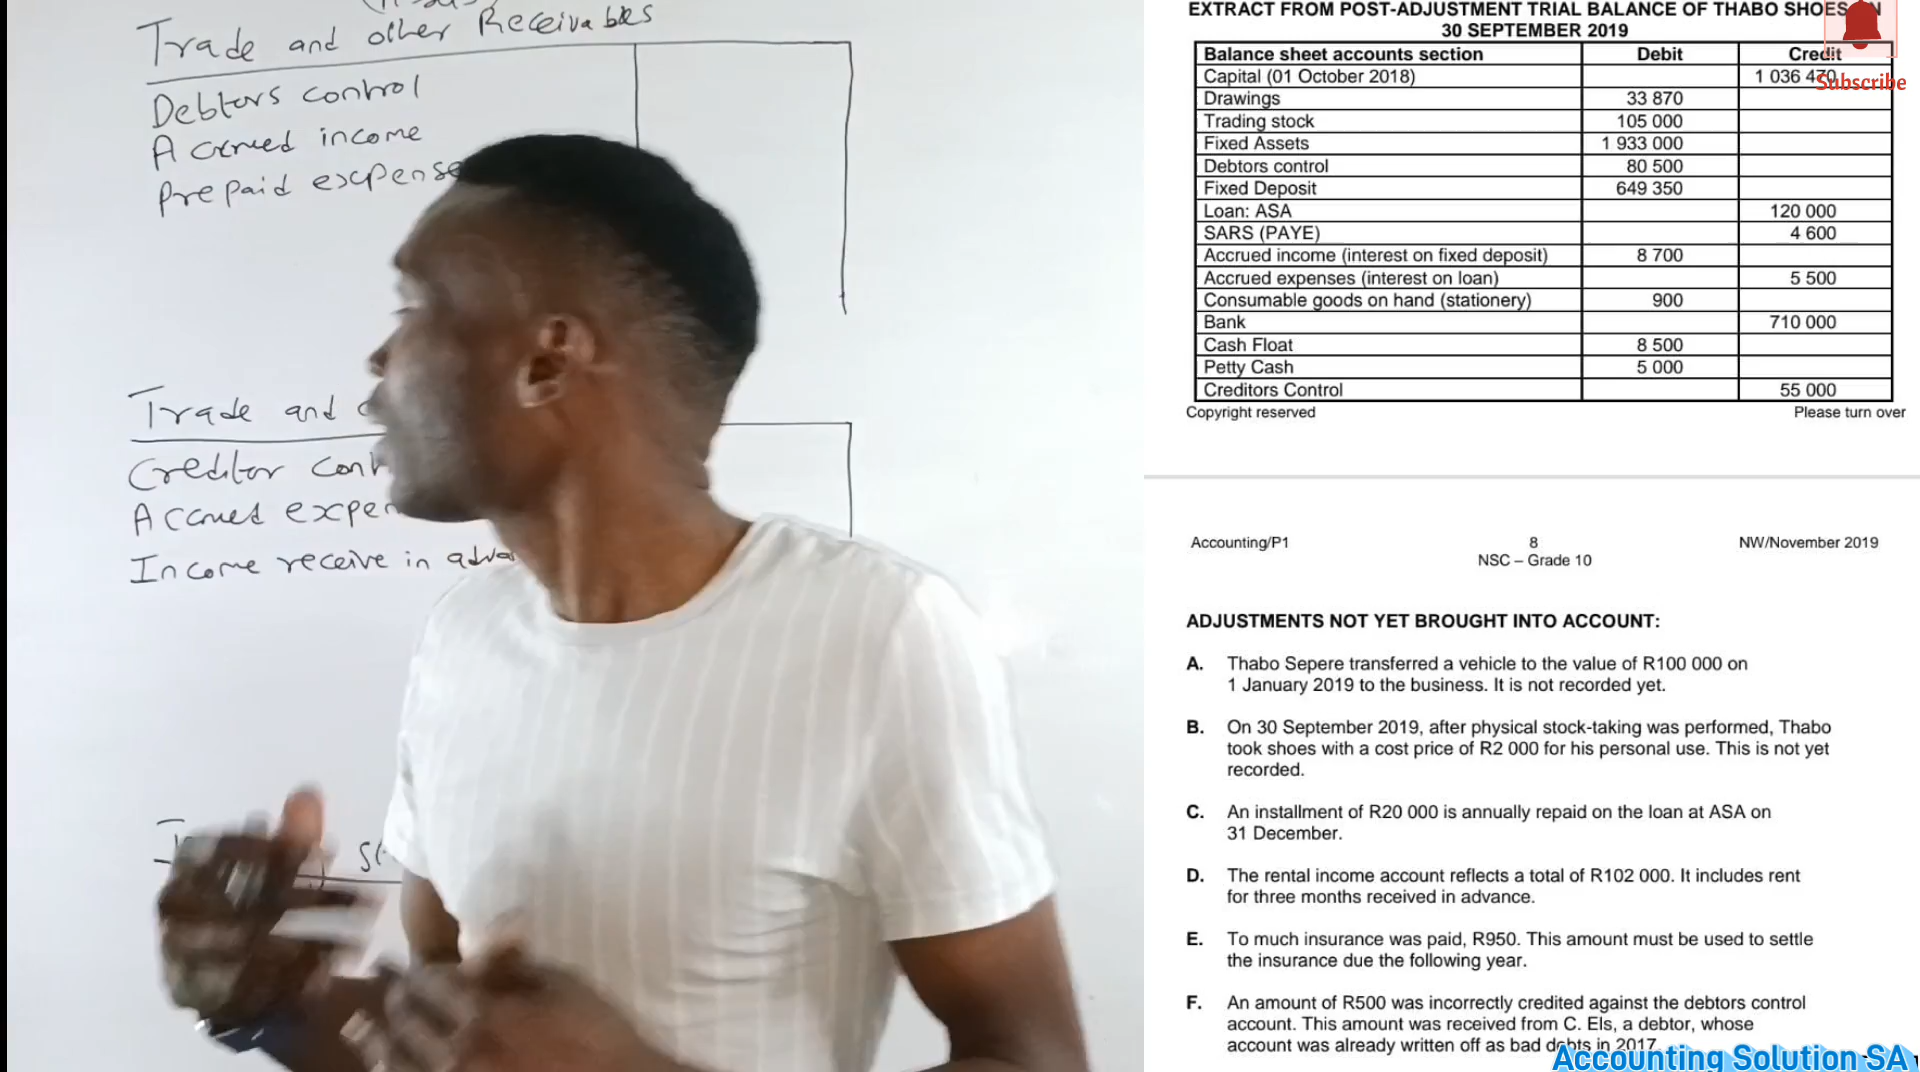 Trade and other Receivables
Debtors control
Accrued income
Prepaid expense
Trade and
Creditor
Accrued
Income receive in
EXTRACT FROM POST-ADJUSTMENT TRIAL BALANCE OF THABO SHOES
30 SEPTEMBER 2019
Balance sheet accounts section Debit Credit
Capital (01 October 2018) 1 036 470
Subscribe
Drawings 33 870
Trading stock 105 000
Fixed Assets 1 933 000
Debtors control 80 500
Fixed Deposit 649 350
Loan: ASA 120 000
SARS (PAYE) 4 600
Accrued income (interest on fixed deposit) 8 700
Accrued expenses (interest on loan) 5 500
Consumable goods on hand (stationery) 900
Bank 710 000
Cash Float 8 500
Petty Cash 5 000
Creditors Control 55 000
Copyright reserved Please turn over
Accounting/P1 8 NW/November 2019
NSC – Grade 10
ADJUSTMENTS NOT YET BROUGHT INTO ACCOUNT:
A. Thabo Sepere transferred a vehicle to the value of R100 000 on
1 January 2019 to the business. It is not recorded yet.
B. On 30 September 2019, after physical stock-taking was performed, Thabo
took shoes with a cost price of R2 000 for his personal use. This is not yet
recorded.
C. An installment of R20 000 is annually repaid on the loan at ASA on
31 December.
D. The rental income account reflects a total of R102 000. It includes rent
for three months received in advance.
E. To much insurance was paid, R950. This amount must be used to settle
the insurance due the following year.
F. An amount of R500 was incorrectly credited against the debtors control
account. This amount was received from C. Els, a debtor, whose
account was already written off as bad debts in 2017.
Accounting Solution SA